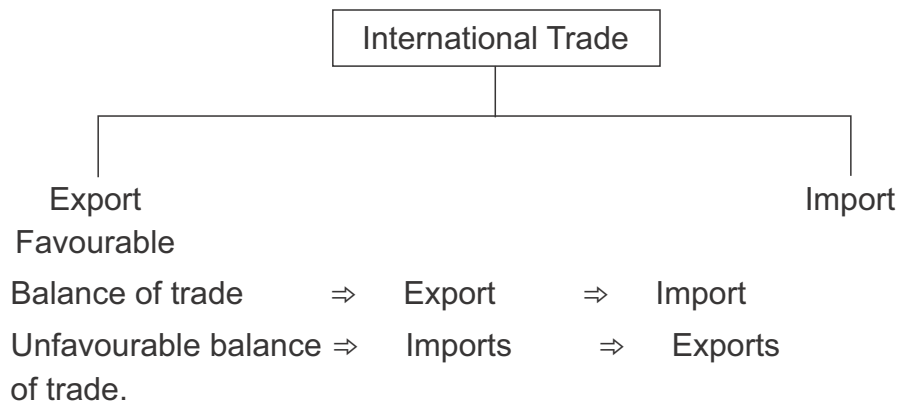 International Trade
Export Import
Favourable
Balance of trade ⇒ Export ⇒ Import
Unfavourable balance ⇒ Imports ⇒ Exports
of trade.